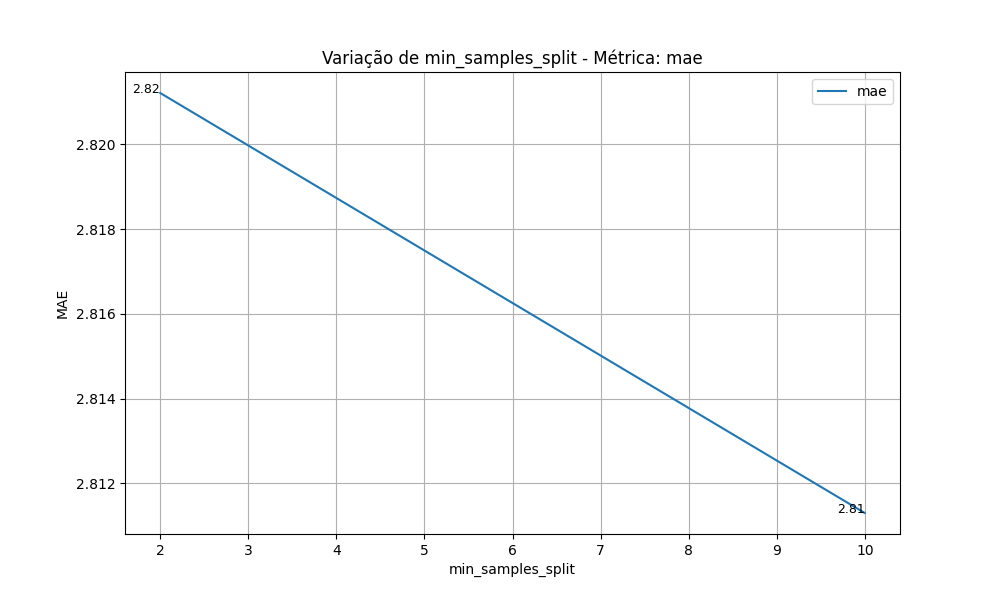 Variação de min_samples_split - Métrica: mae
mae
2.82
2.820
2.818
2.816
2.814
2.812
MAE
2.81
2 3 4 5 6 7 8 9 10
min_samples_split